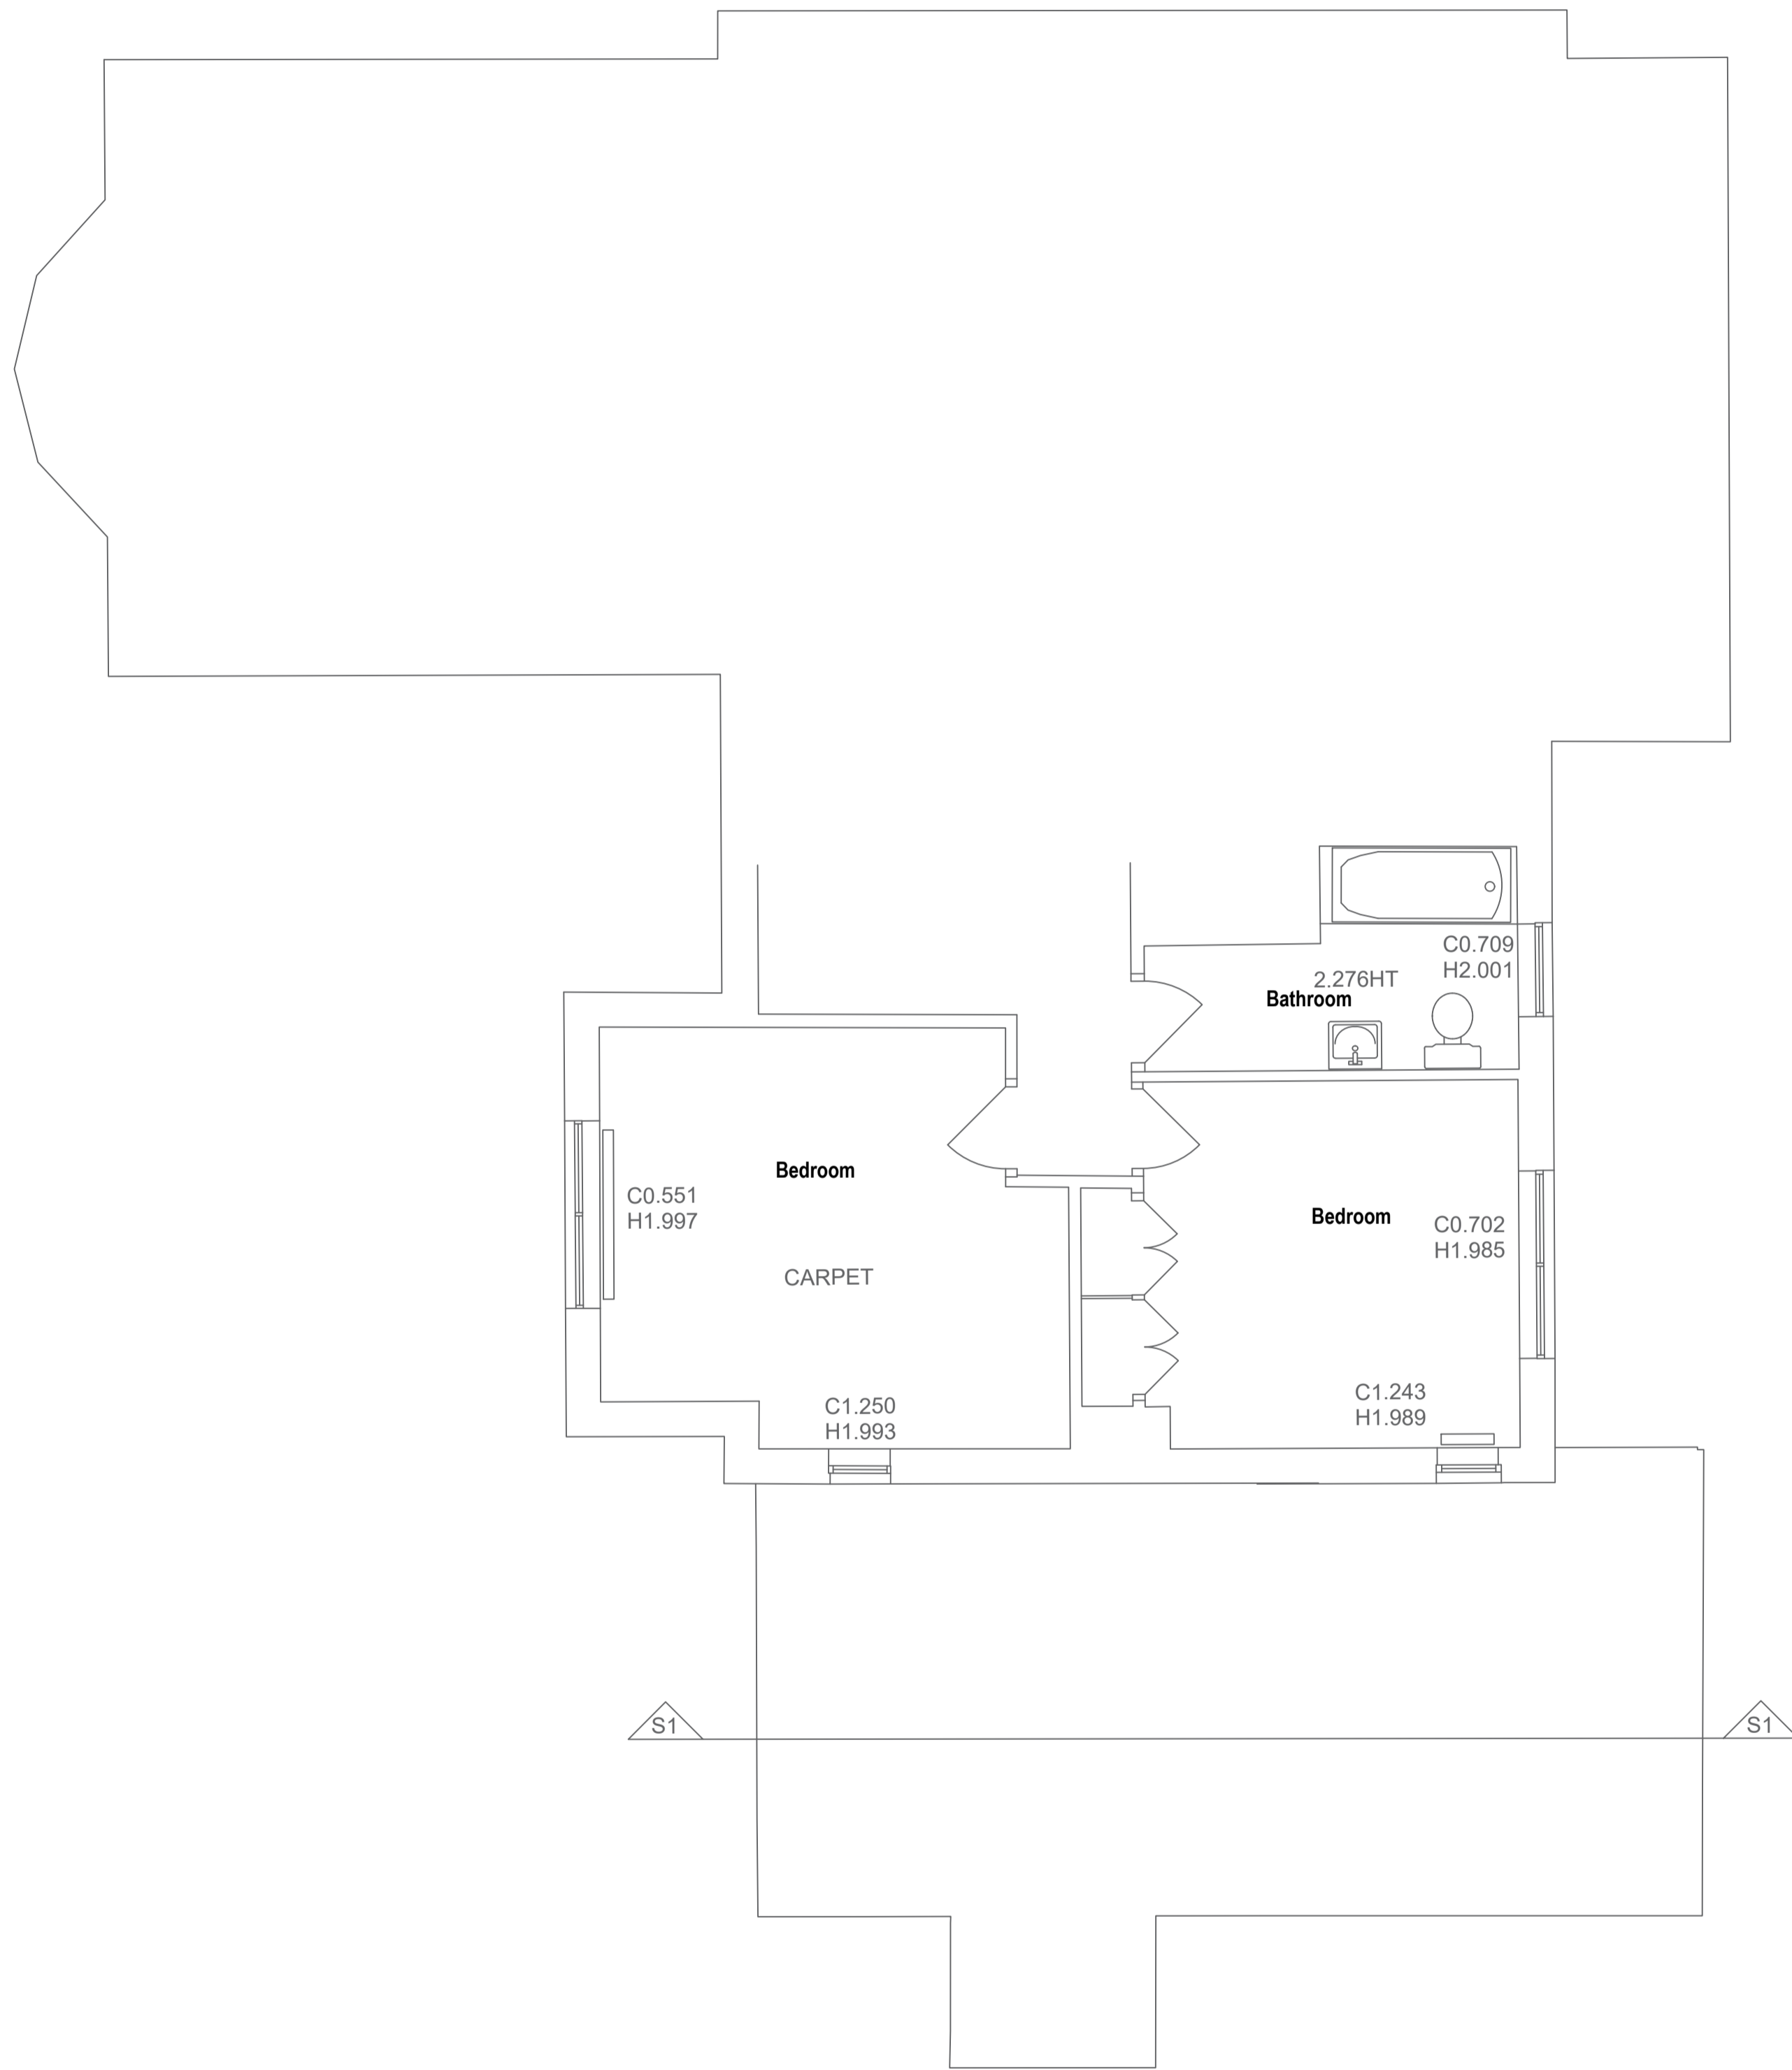 C0.709
H2.001
2.276HT
Bathroom
Bedroom
C0.551
H1.997
CARPET
Bedroom
C0.702
H1.985
C1.250
H1.993
C1.243
H1.989
S1
S1